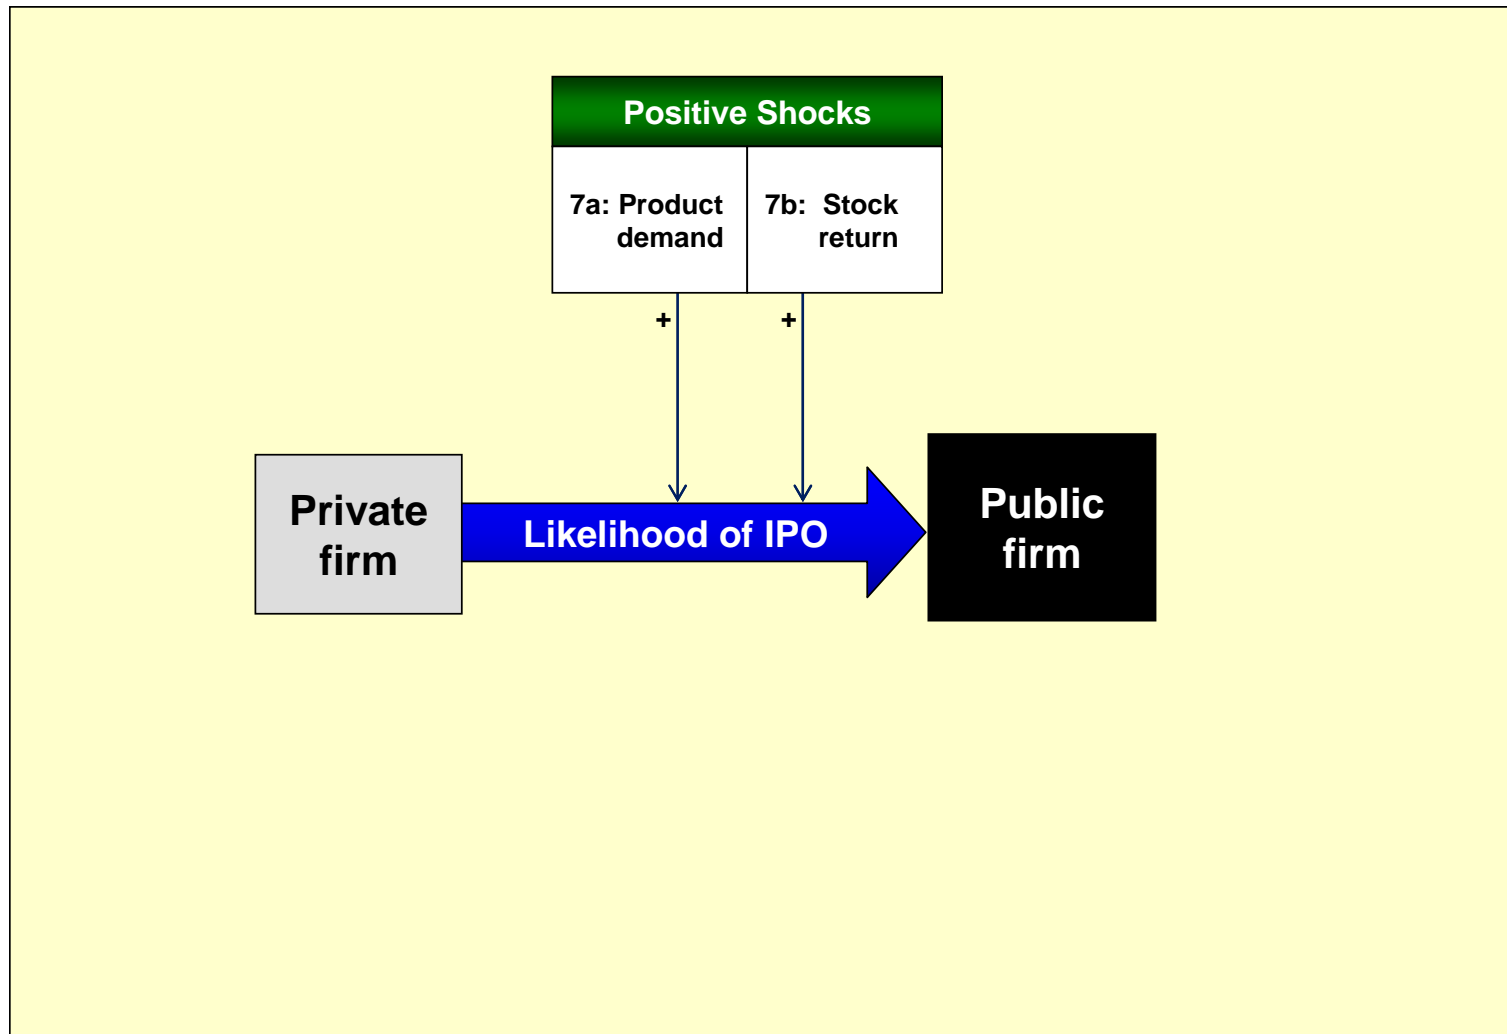 Positive Shocks
7a: Product
demand
7b: Stock
return
+
+
Private
firm
Likelihood of IPO
Public
firm